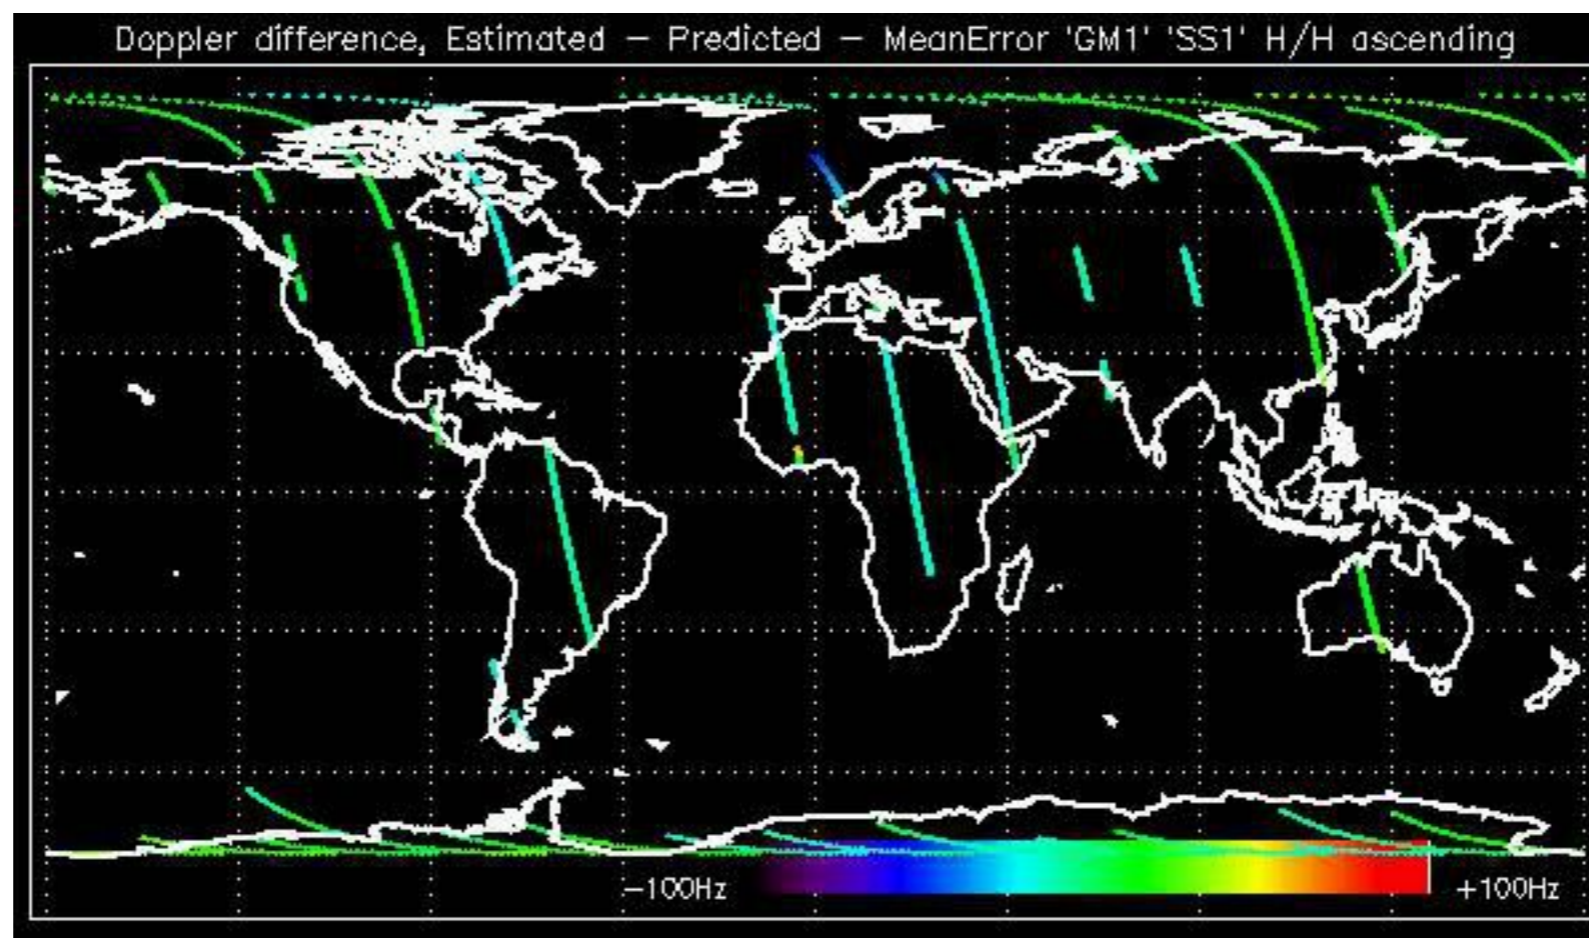 Doppler difference, Estimated – Predicted – MeanError 'GM1' 'SS1' H/H ascending
-100Hz +100Hz